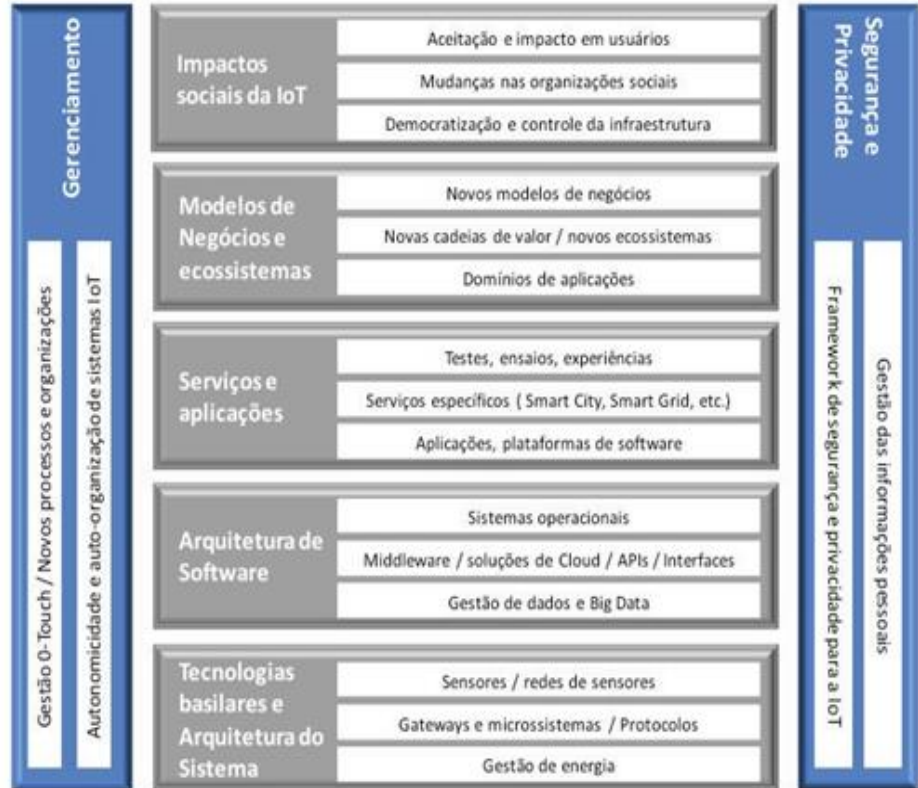 Gerenciamento
Gestão 0-Touch / Novos processos e organizações
Autonomicidade e auto-organização de sistemas IoT
Impactos
sociais da IoT
Aceitação e impacto em usuários
Mudanças nas organizações sociais
Democratização e controle da infraestrutura
Modelos de
Negócios e
ecossistemas
Novos modelos de negócios
Novas cadeias de valor / novos ecossistemas
Domínios de aplicações
Serviços e
aplicações
Testes, ensaios, experiências
Serviços específicos ( Smart City, Smart Grid, etc.)
Aplicações, plataformas de software
Arquitetura de
Software
Sistemas operacionais
Middleware / soluções de Cloud / APIs / Interfaces
Gestão de dados e Big Data
Tecnologias
basilares e
Arquitetura do
Sistema
Sensores / redes de sensores
Gateways e microssistemas / Protocolos
Gestão de energia
Segurança e
Privacidade
Framework de segurança e privacidade para a IoT
Gestão das informações pessoais